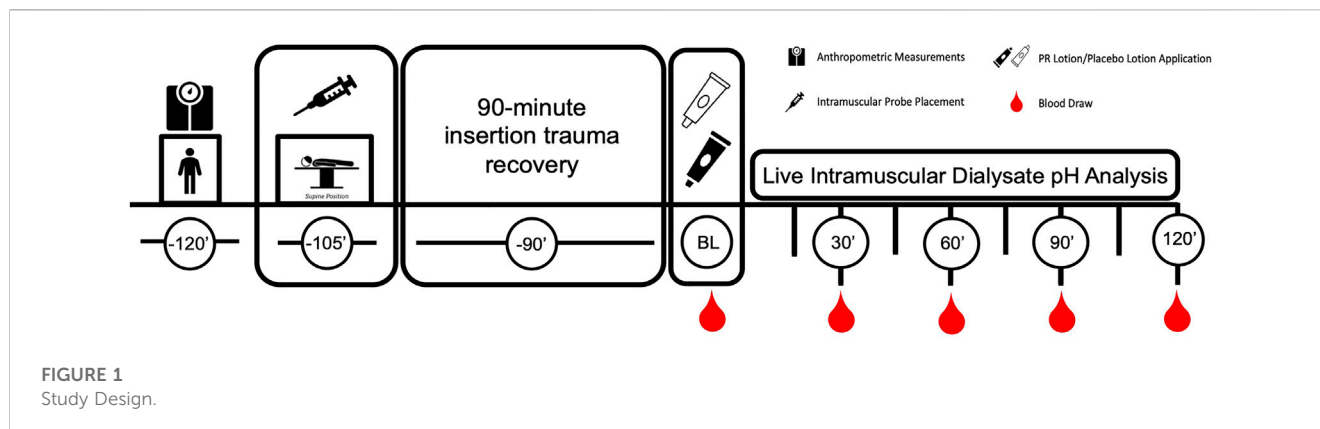 Anthropometric Measurements
PR Lotion/Placebo Lotion Application
Intramuscular Probe Placement
Blood Draw
90-minute
insertion trauma
recovery
Supine Position
Live Intramuscular Dialysate pH Analysis
-120'
-105'
-90'
BL
30'
60'
90'
120'
FIGURE 1
Study Design.